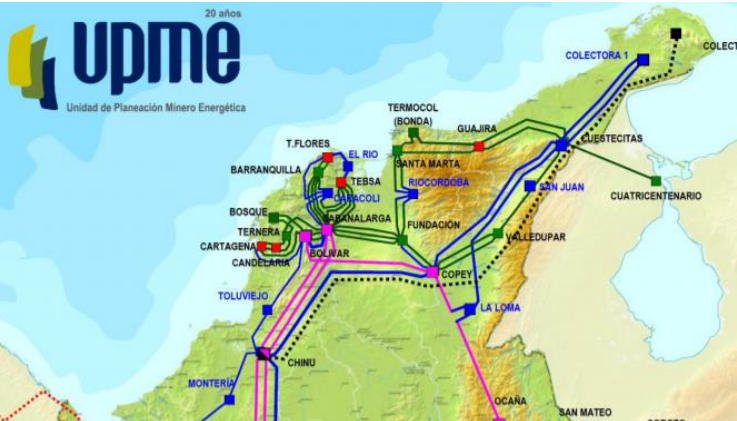 20 años
upme
Unidad de Planeación Minero Energética
COLECTORA 1
COLECT
TERMOCOL
(BONDA)
GUAJIRA
CUESTECITAS
T.FLORES
EL RIO
SANTA MARTA
BARRANQUILLA
TEBSA
RIOCORDOBA
SAN JUAN
CARACOLI
CUATRICENTENARIO
BOSQUE
SABANALARGA
FUNDACIÓN
TERNERA
VALLEDUPAR
CARTAGENA
BOLIVAR
CANDELARIA
COPEY
TOLUVIEJO
LA LOMA
CHINU
MONTERÍA
OCAÑA
SAN MATEO